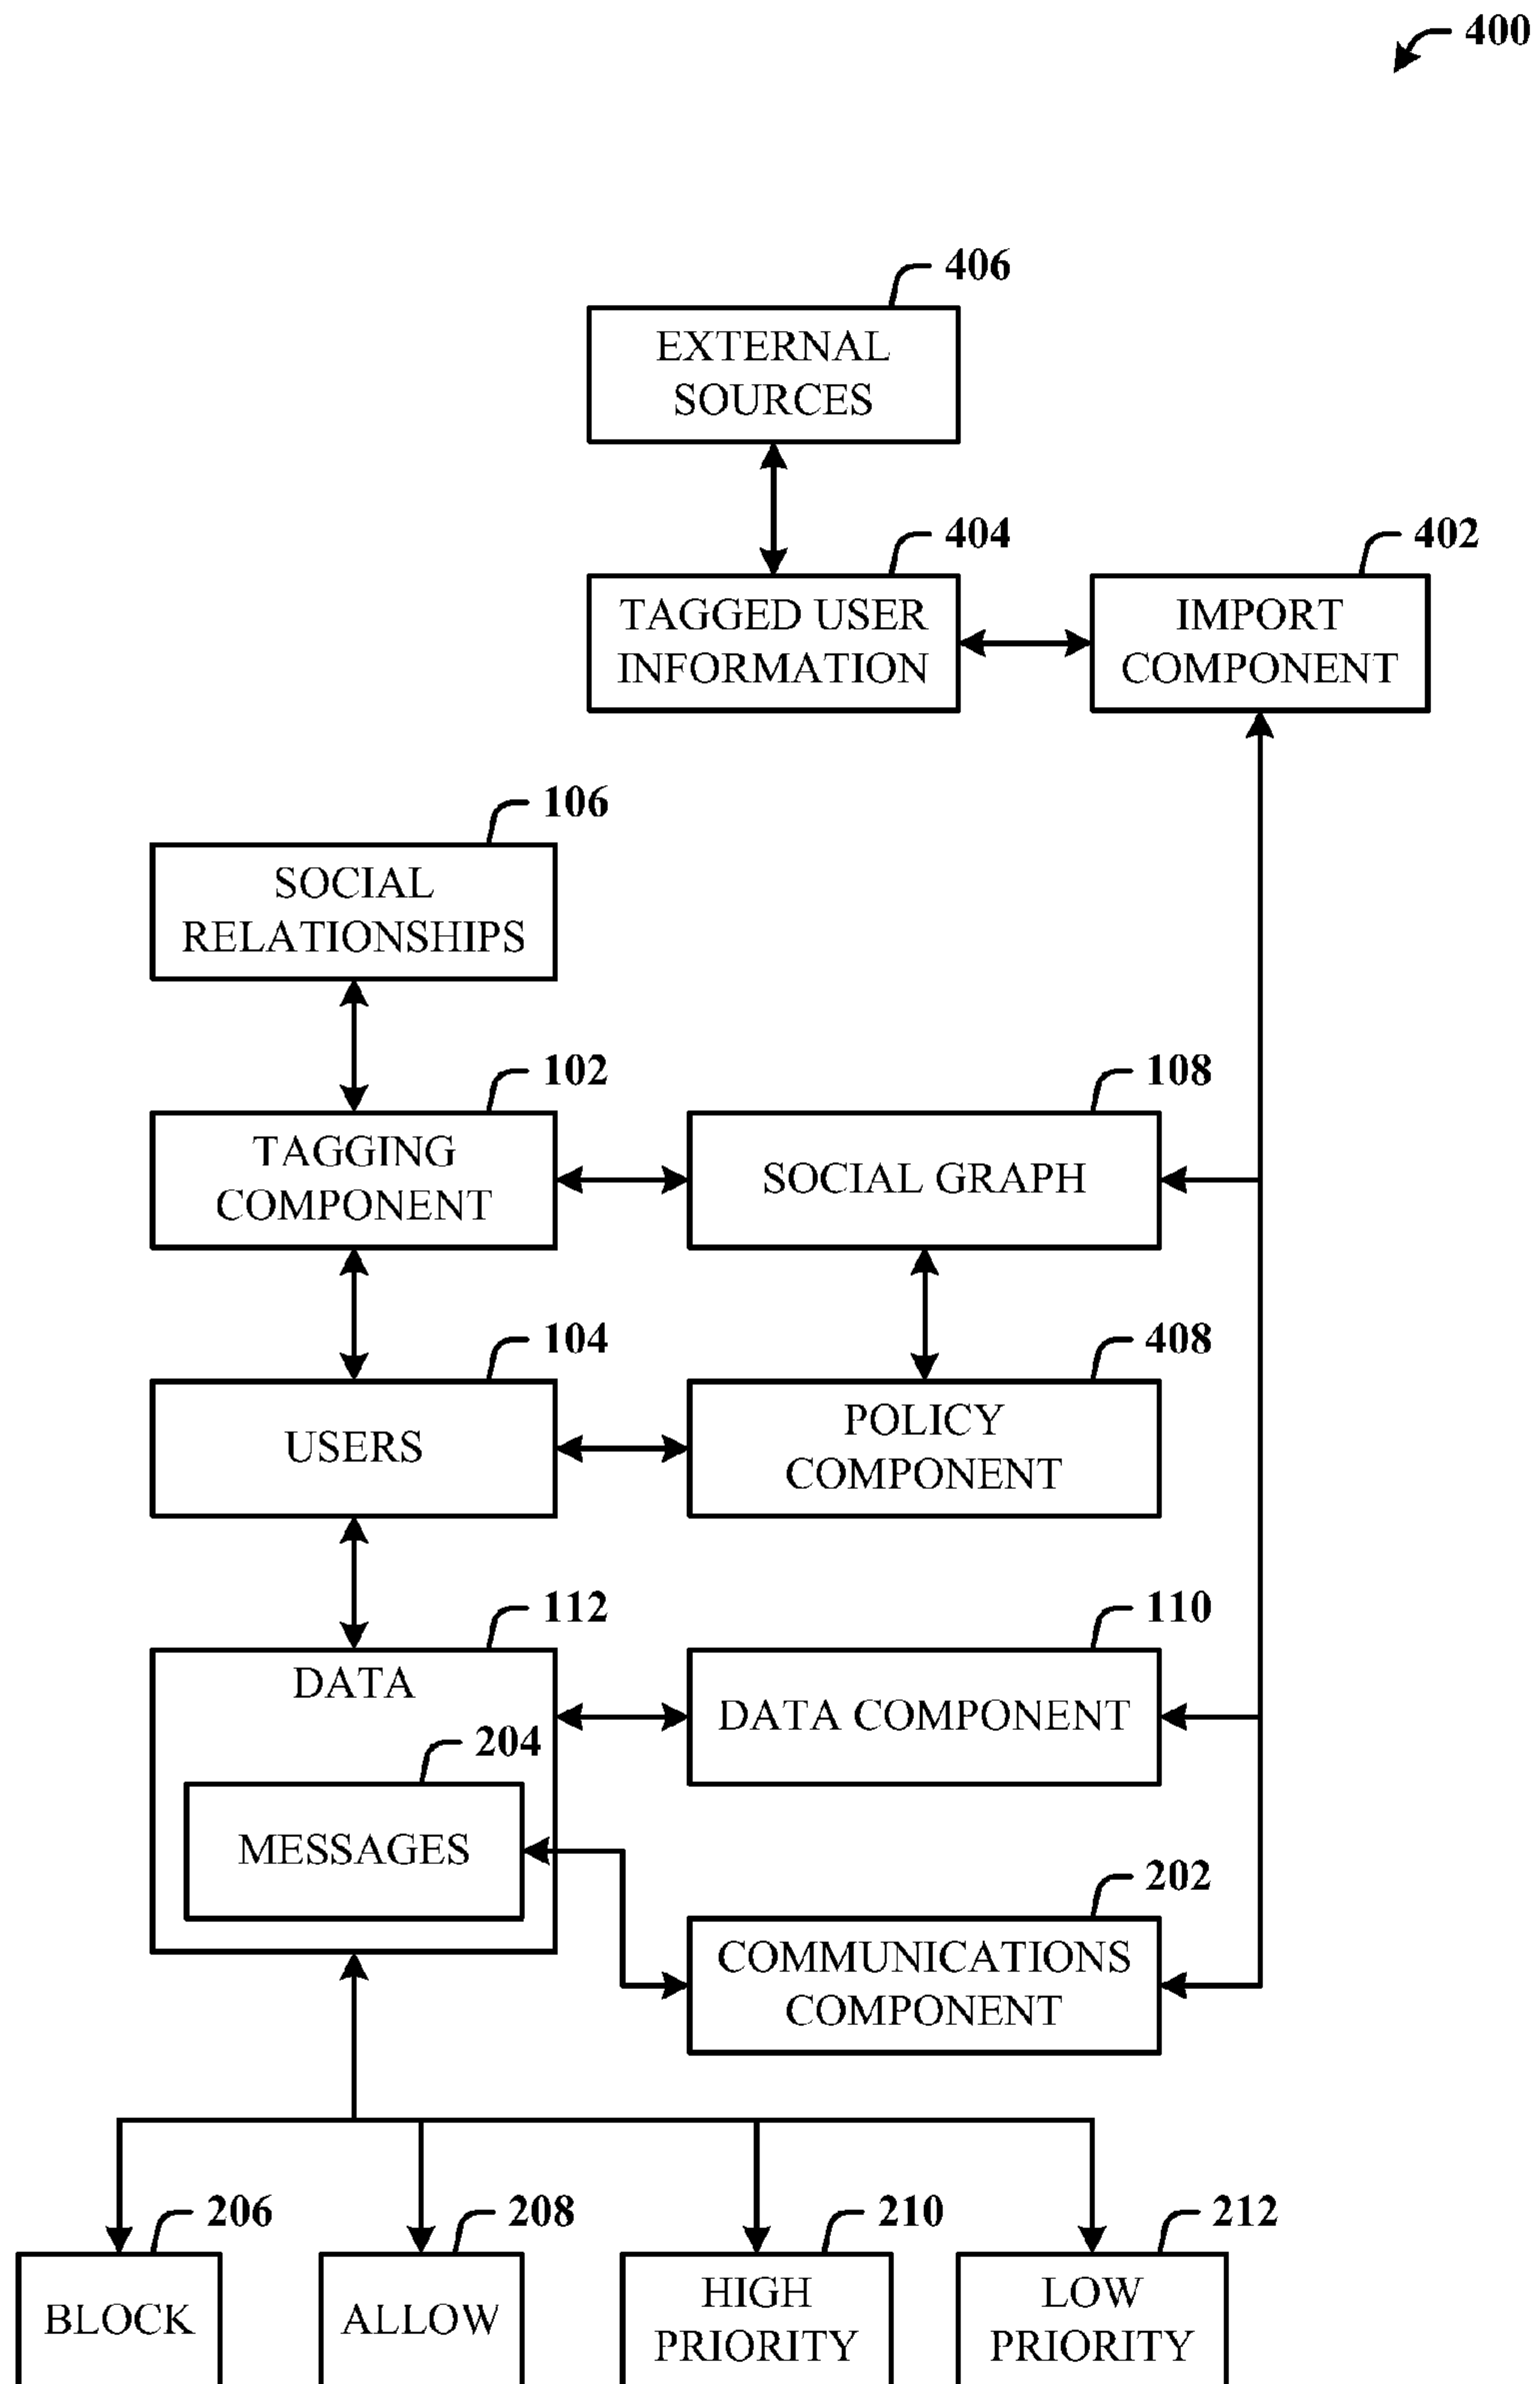 400
406
EXTERNAL
SOURCES
404
402
TAGGED USER
INFORMATION
IMPORT
COMPONENT
106
SOCIAL
RELATIONSHIPS
102
108
TAGGING
COMPONENT
SOCIAL GRAPH
104
408
USERS
POLICY
COMPONENT
112
110
DATA
DATA COMPONENT
204
MESSAGES
202
COMMUNICATIONS
COMPONENT
206
208
210
212
BLOCK
ALLOW
HIGH
PRIORITY
LOW
PRIORITY